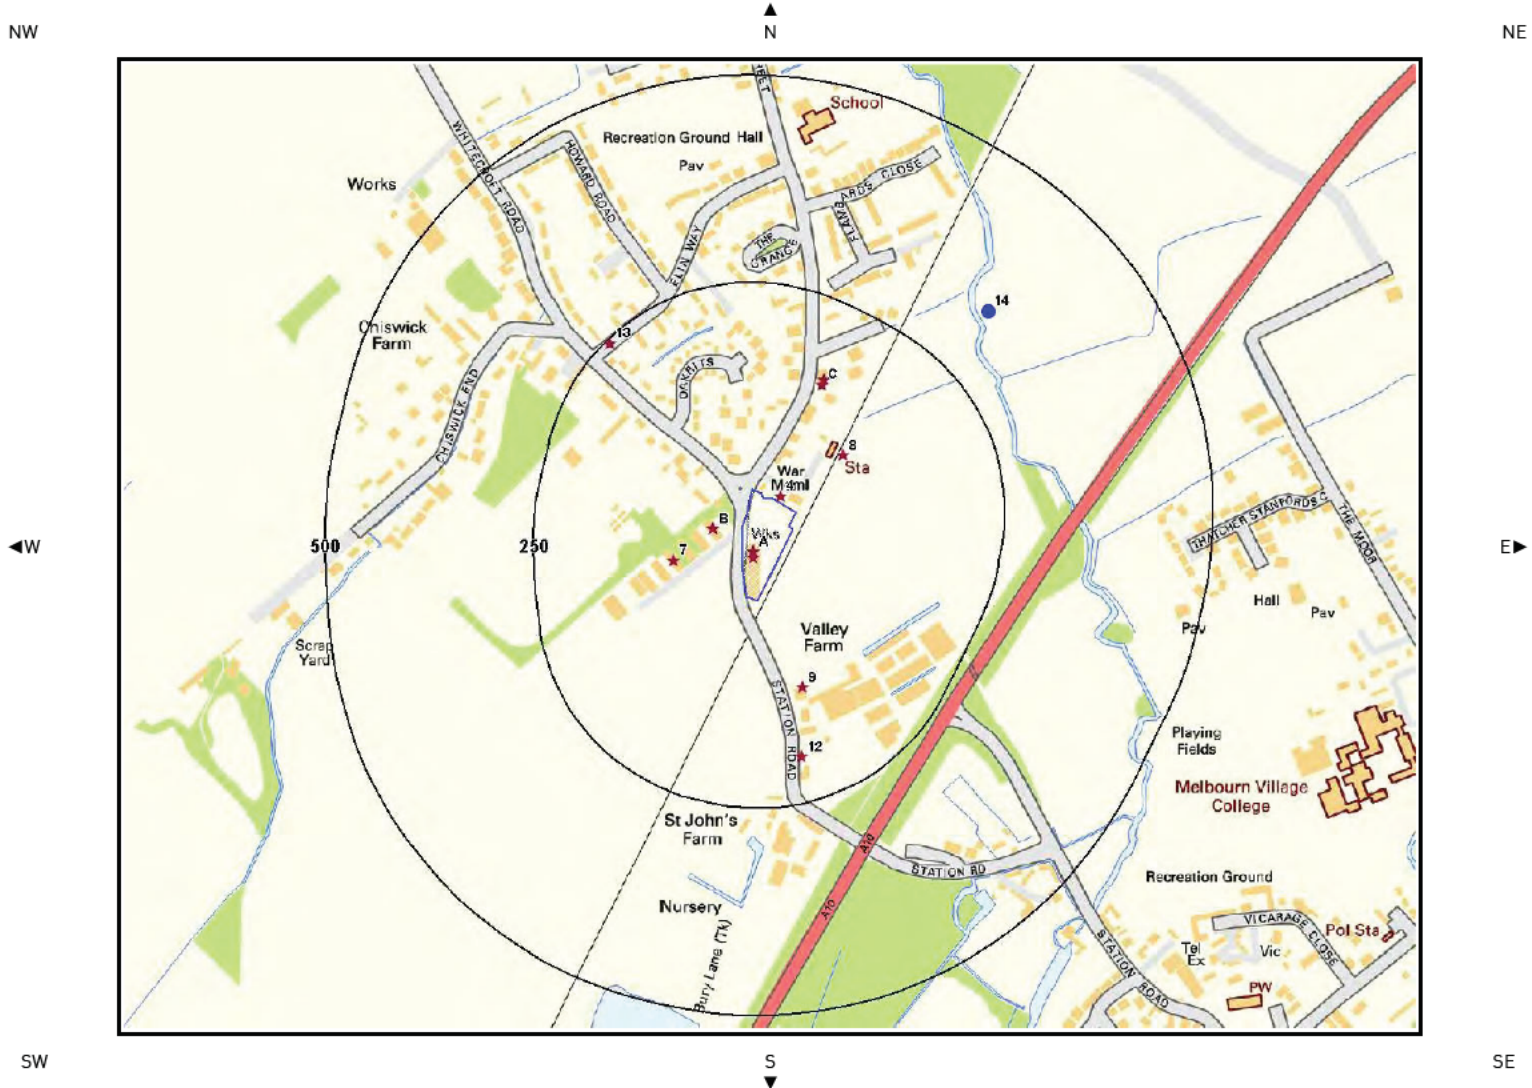 NW
N
NE
School
Recreation Ground Hall
Pav
WHITECROFT ROAD
HOWARD ROAD
Works
CLOSE
ELIN WAY
THE
GRANGE
14
13
Chiswick
Farm
CHISWICK END
C
8
Sta
War
B
Wks
A
7
W
500
250
E
THATCHER STANFORDS C
THE MOOR
Hall
Pav
Pav
Scrap
Yard
Valley
Farm
9
STATION ROAD
12
Playing
Fields
Melbourn Village
College
St John's
Farm
A10
STATION RD
Nursery
A10
Bury Lane (Tk)
Recreation Ground
VICARAGE CLOSE
Pol Sta
Tel
Ex
Vic
STATION ROAD
PW
SW
S
SE